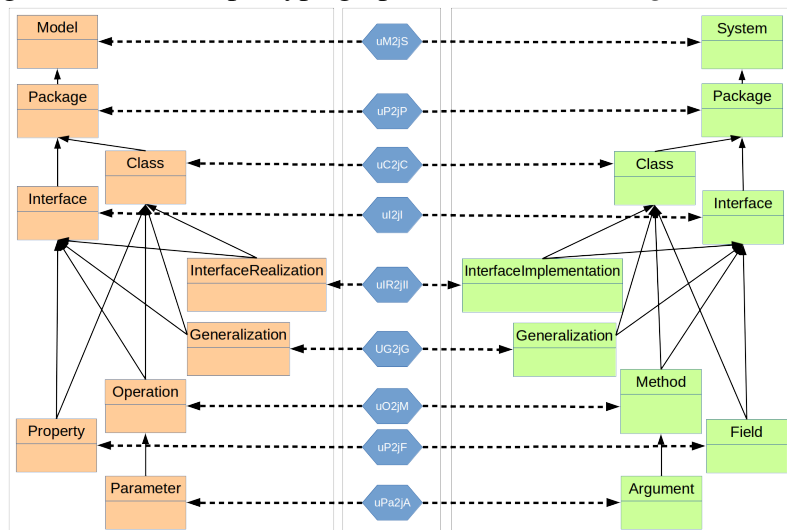 Model
uM2jS
System
Package
uP2jP
Package
Class
uC2jC
Class
Interface
uI2jI
Interface
InterfaceRealization
uIR2jII
InterfaceImplementation
Generalization
UG2jG
Generalization
Operation
uO2jM
Method
Property
uP2jF
Field
Parameter
uPa2jA
Argument